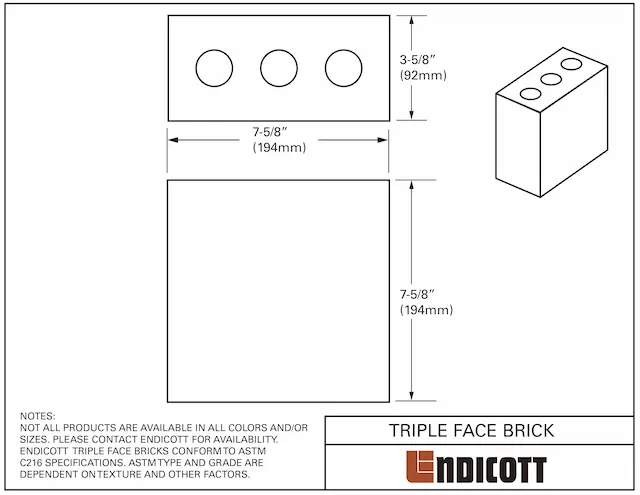 3-5/8"
(92mm)
7-5/8"
(194mm)
7-5/8"
(194mm)
NOTES:
NOT ALL PRODUCTS ARE AVAILABLE IN ALL COLORS AND/OR
SIZES. PLEASE CONTACT ENDICOTT FOR AVAILABILITY.
ENDICOTT TRIPLE FACE BRICKS CONFORM TO ASTM
C216 SPECIFICATIONS. ASTM TYPE AND GRADE ARE
DEPENDENT ON TEXTURE AND OTHER FACTORS.
TRIPLE FACE BRICK
ENDICOTT